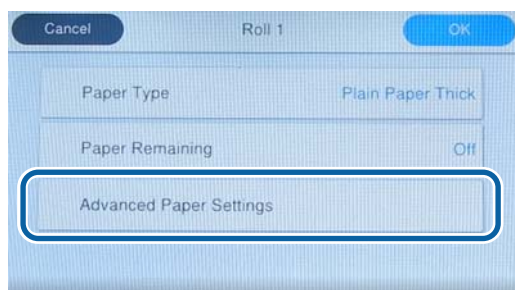 Cancel Roll 1 OK
Paper Type Plain Paper Thick
Paper Remaining Off
Advanced Paper Settings